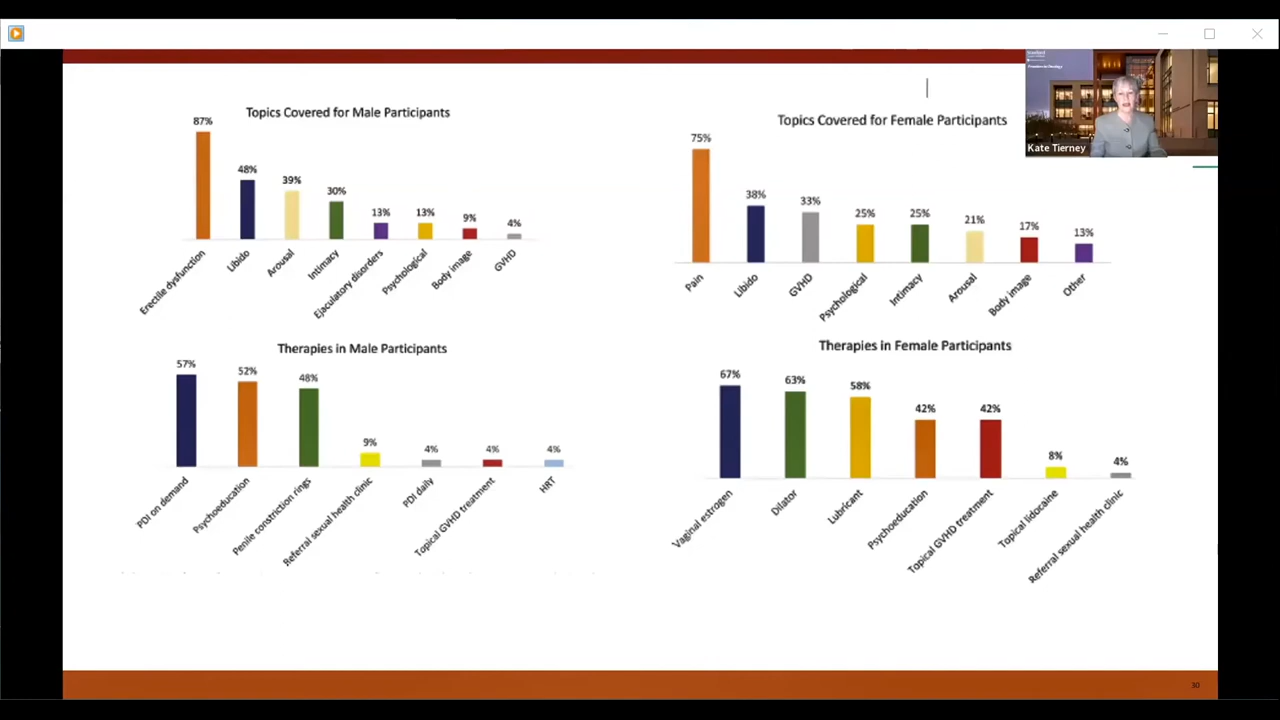 Kate Tierney
Topics Covered for Male Participants
87%
48%
39%
30%
13%
13%
9%
4%
Erectile dysfunction
Libido
Arousal
Intimacy
Ejaculatory disorders
Psychological
Body image
GVHD
Topics Covered for Female Participants
75%
38%
33%
25%
25%
21%
17%
13%
Pain
Libido
GVHD
Psychological
Intimacy
Arousal
Body image
Other
Therapies in Male Participants
57%
52%
48%
9%
4%
4%
4%
PDI on demand
Psychoeducation
Penile constriction rings
Referral sexual health clinic
PDI daily
Topical GVHD treatment
HRT
Therapies in Female Participants
67%
63%
58%
42%
42%
8%
4%
Vaginal estrogen
Dilator
Lubricant
Psychoeducation
Topical GVHD treatment
Topical lidocaine
Referral sexual health clinic
30